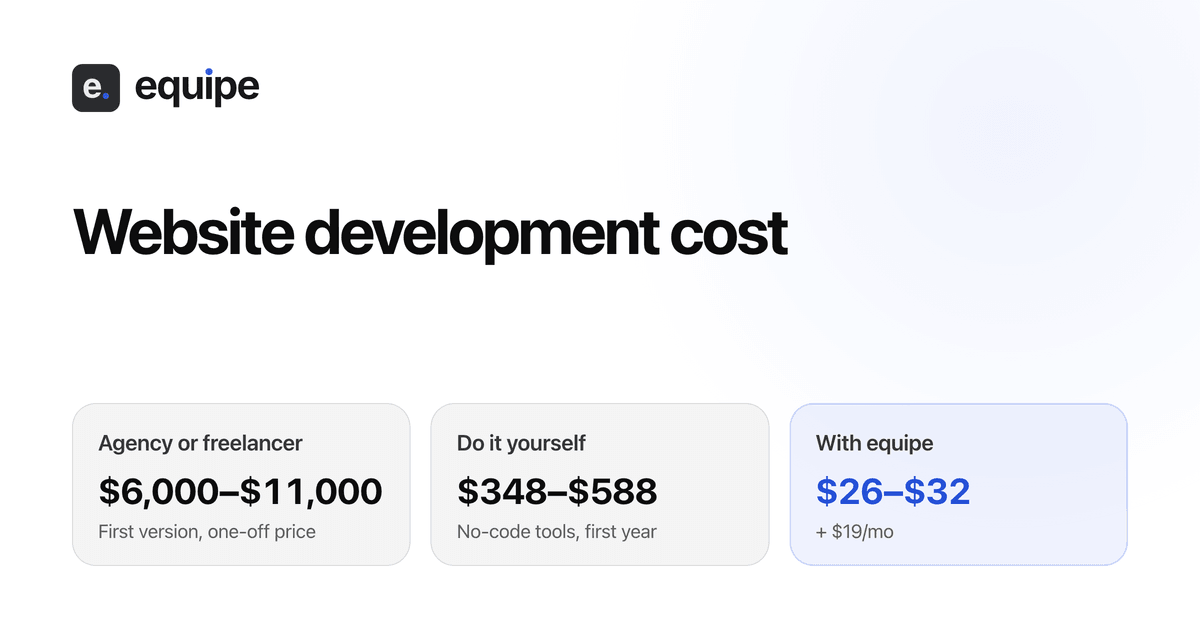 e.
equipe
Website development cost
Agency or freelancer
$6,000–$11,000
First version, one-off price
Do it yourself
$348–$588
No-code tools, first year
With equipe
$26–$32
+ $19/mo